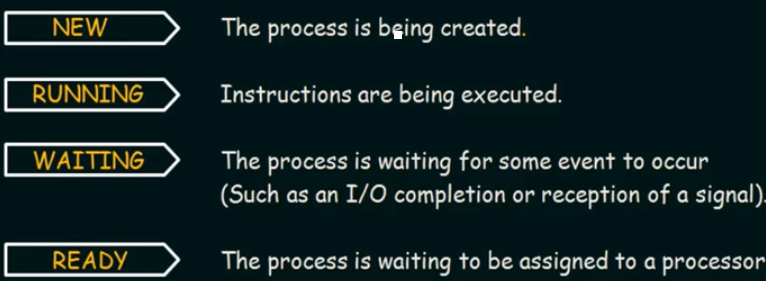 NEW The process is being created.
RUNNING Instructions are being executed.
WAITING The process is waiting for some event to occur
(Such as an I/O completion or reception of a signal).
READY The process is waiting to be assigned to a processor